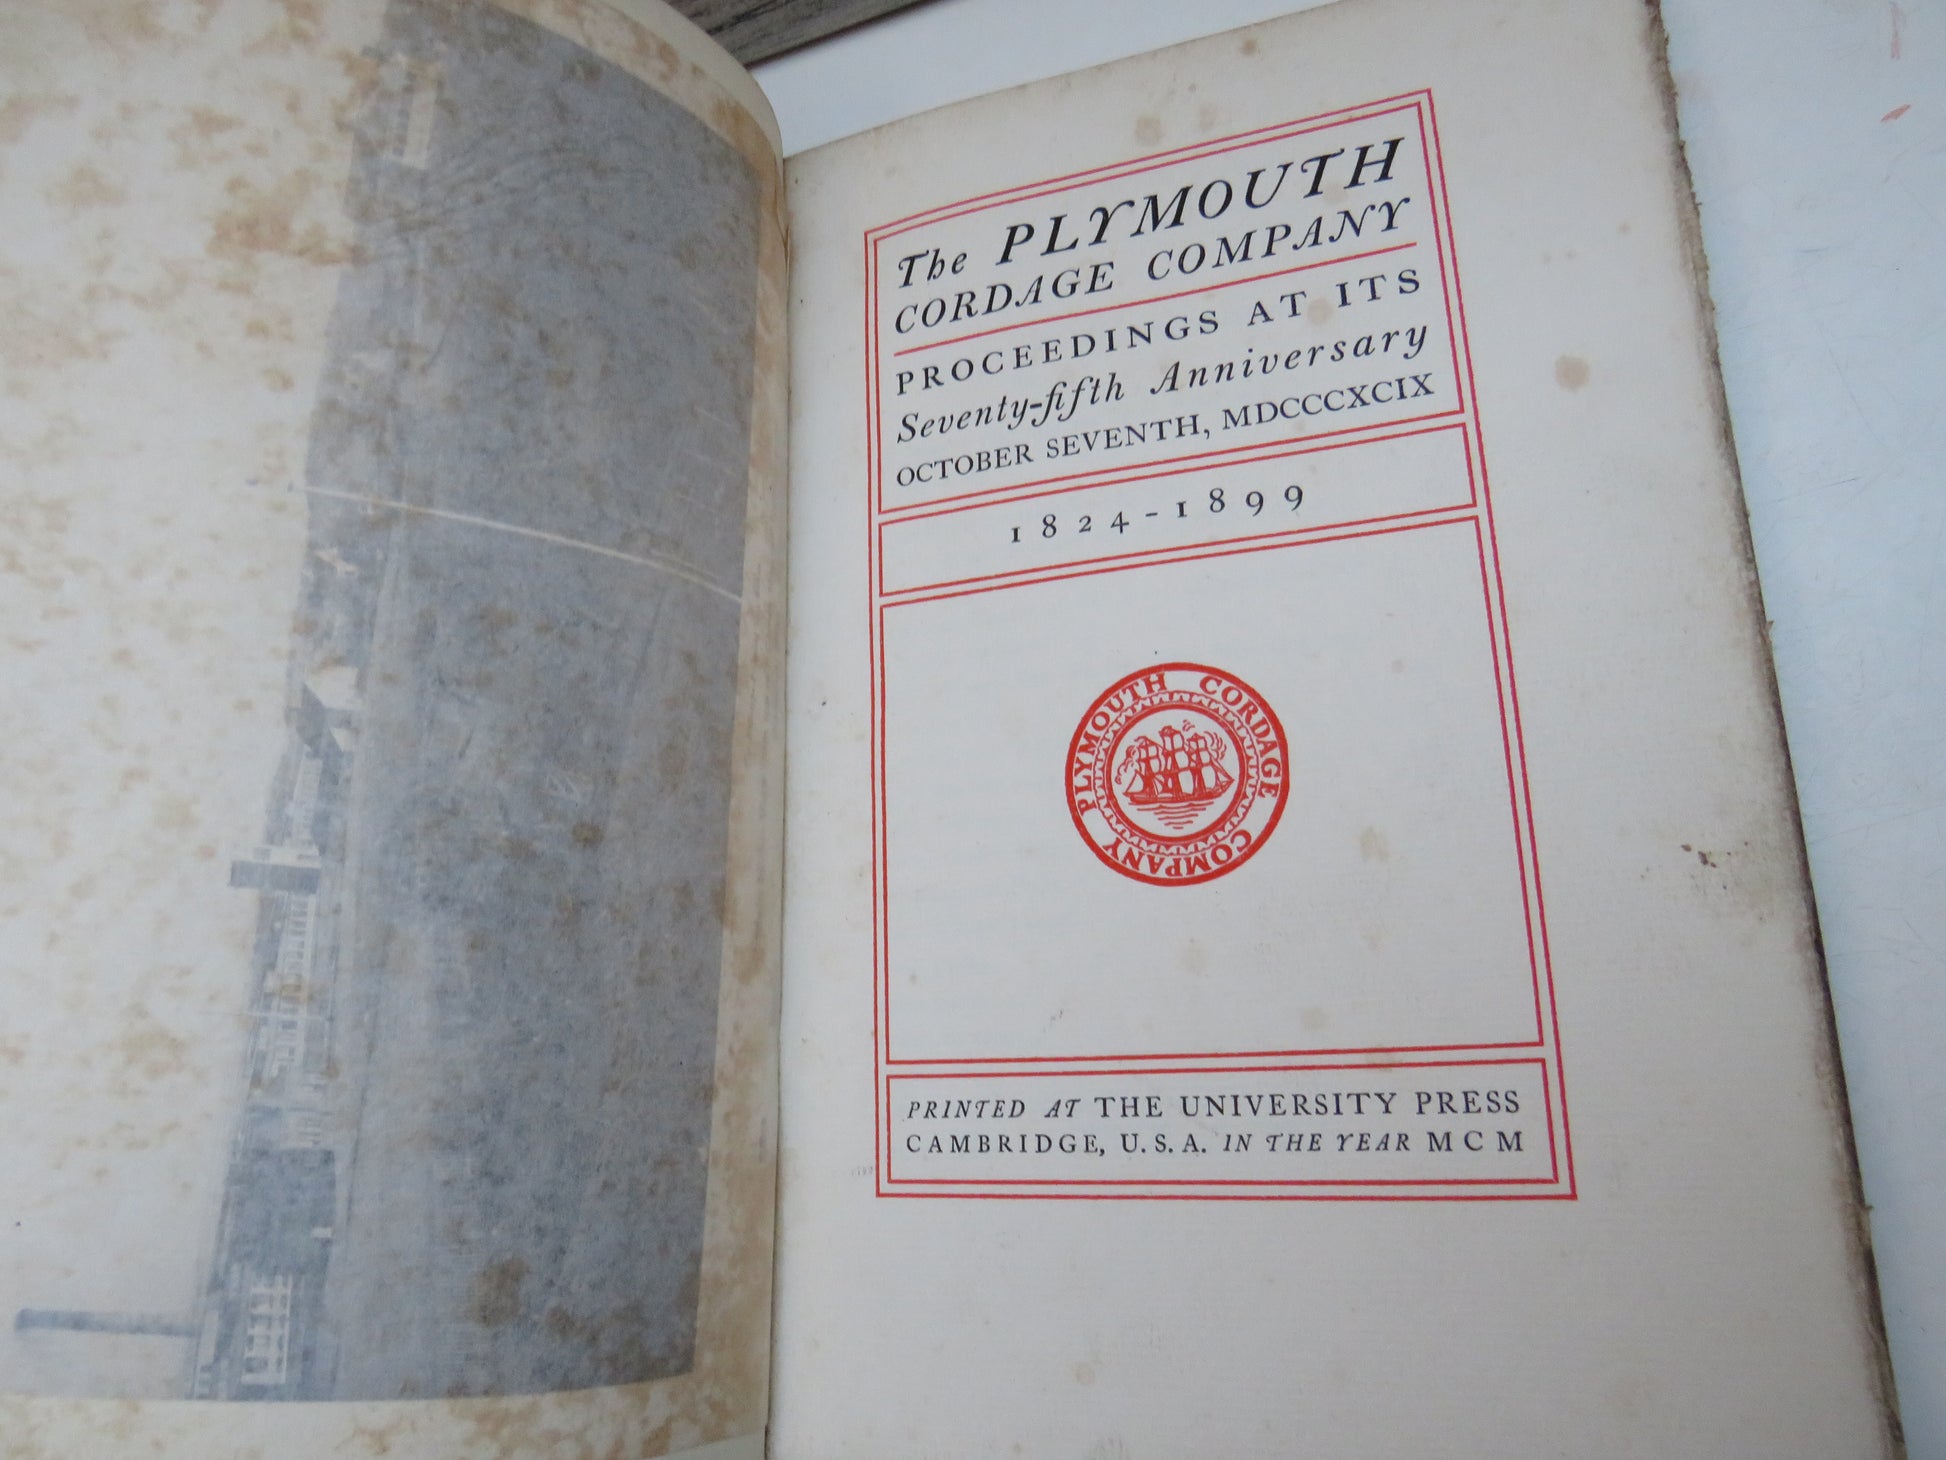 The PLYMOUTH
CORDAGE COMPANY
PROCEEDINGS AT ITS
Seventy-fifth Anniversary
OCTOBER SEVENTH, MDCCCXCIX
1824-1899
PLYMOUTH CORDAGE COMPANY
PRINTED AT THE UNIVERSITY PRESS
CAMBRIDGE, U.S.A. IN THE YEAR MCM